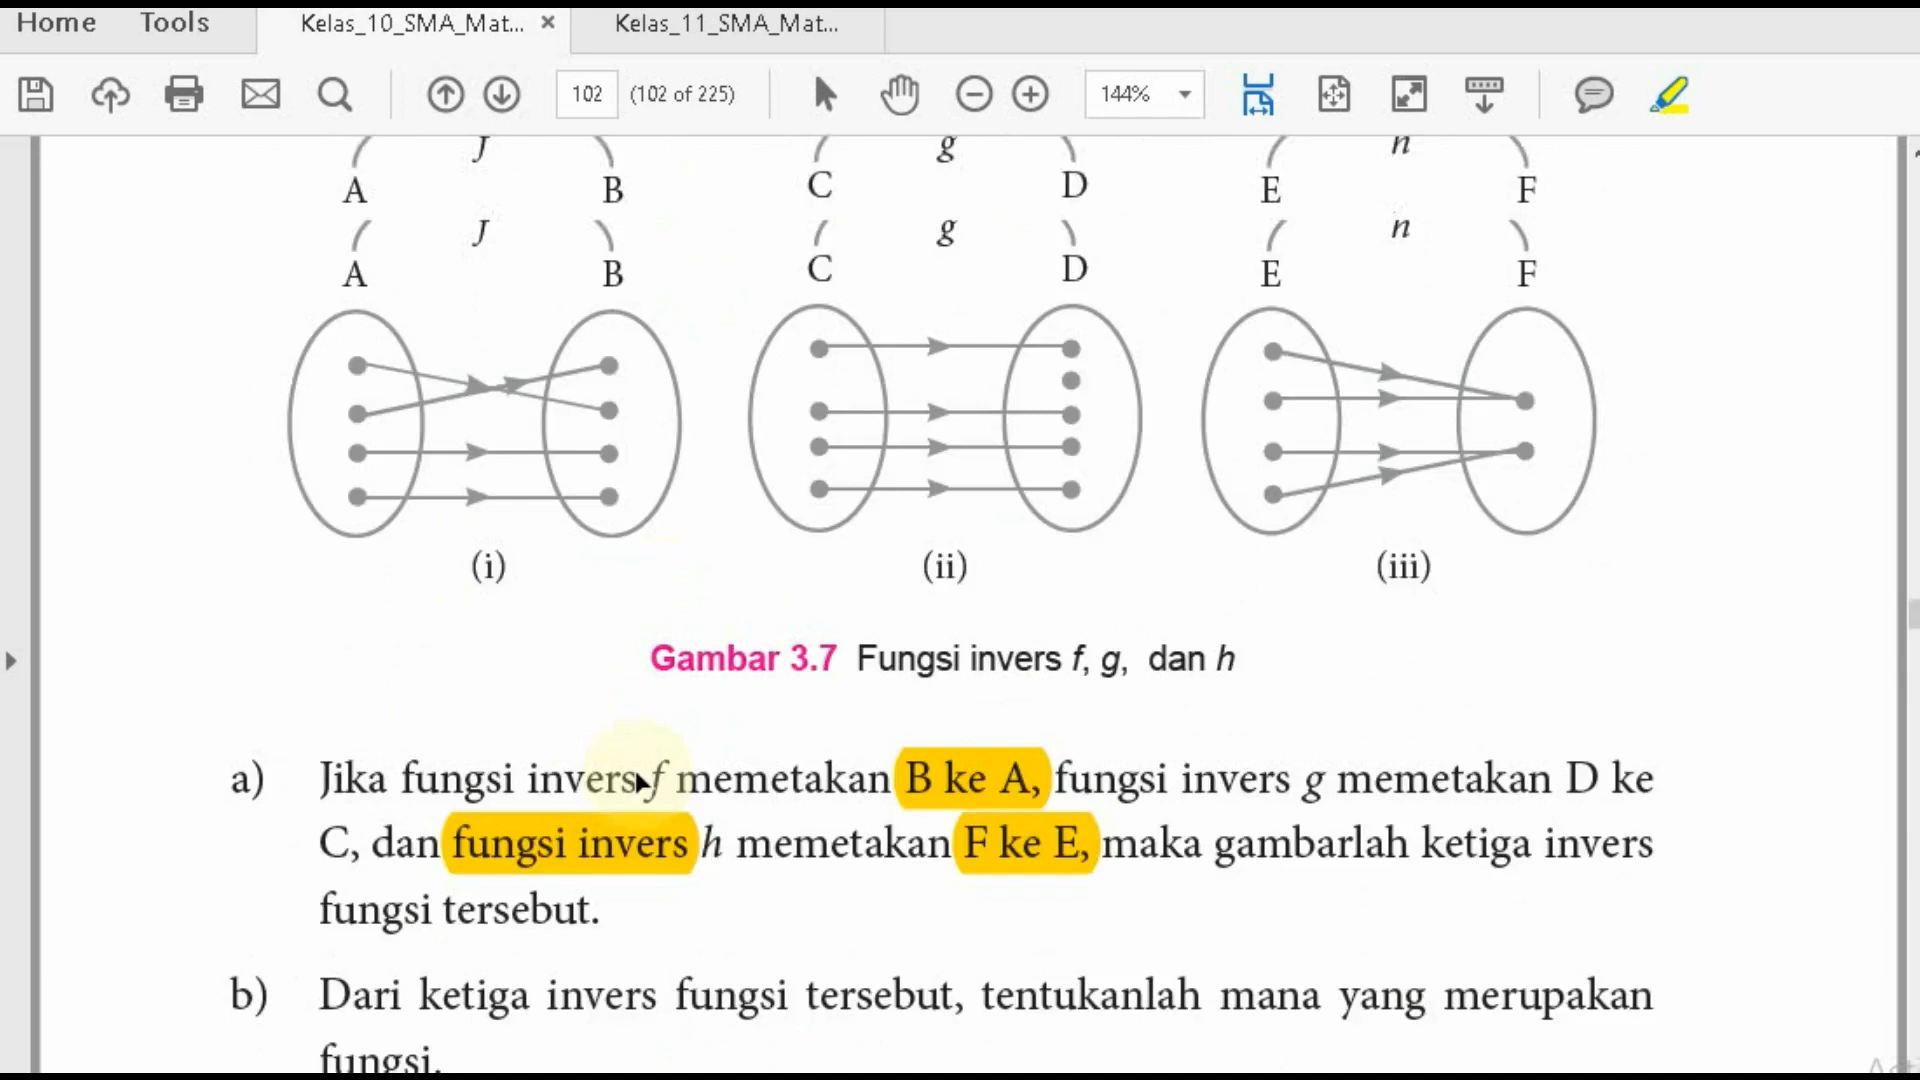 Home Tools Kelas_10_SMA_Mat... × Kelas_11_SMA_Mat...
102 (102 of 225) 144%
f g h
A B C D E F
f g h
A B C D E F
(i) (ii) (iii)
Gambar 3.7 Fungsi invers f, g, dan h
a) Jika fungsi invers f memetakan B ke A, fungsi invers g memetakan D ke
C, dan fungsi invers h memetakan F ke E, maka gambarlah ketiga invers
fungsi tersebut.
b) Dari ketiga invers fungsi tersebut, tentukanlah mana yang merupakan
fungsi.